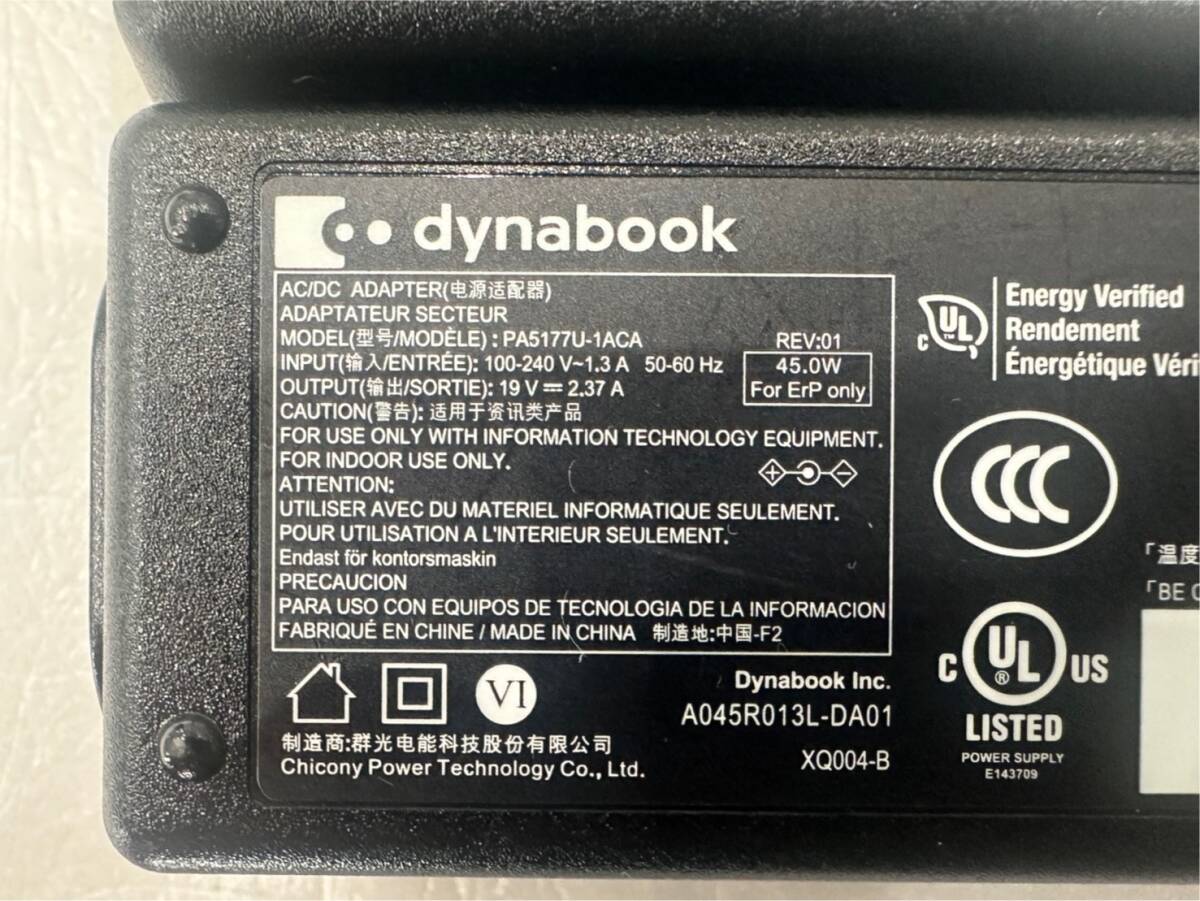 dynabook
AC/DC ADAPTER(电源适配器)
ADAPTATEUR SECTEUR
MODEL(型号/MODÈLE) : PA5177U-1ACA REV:01
INPUT(输入/ENTRÉE): 100-240 V~1.3 A 50-60 Hz
45.0W
For ErP only
OUTPUT(输出/SORTIE): 19 V⎓2.37 A
CAUTION(警告): 适用于资讯类产品
FOR USE ONLY WITH INFORMATION TECHNOLOGY EQUIPMENT.
FOR INDOOR USE ONLY.
ATTENTION:
UTILISER AVEC DU MATERIEL INFORMATIQUE SEULEMENT.
POUR UTILISATION A L'INTERIEUR SEULEMENT.
Endast för kontorsmaskin
PRECAUCION
PARA USO CON EQUIPOS DE TECNOLOGIA DE LA INFORMACION
FABRIQUÉ EN CHINE / MADE IN CHINA 制造地:中国-F2
VI
Dynabook Inc.
A045R013L-DA01
制造商:群光电能科技股份有限公司
Chicony Power Technology Co., Ltd.
XQ004-B
C UL TM
Energy Verified
Rendement
Énergétique Véri
CCC
「温度
「BE
C UL ® US
LISTED
POWER SUPPLY
E143709